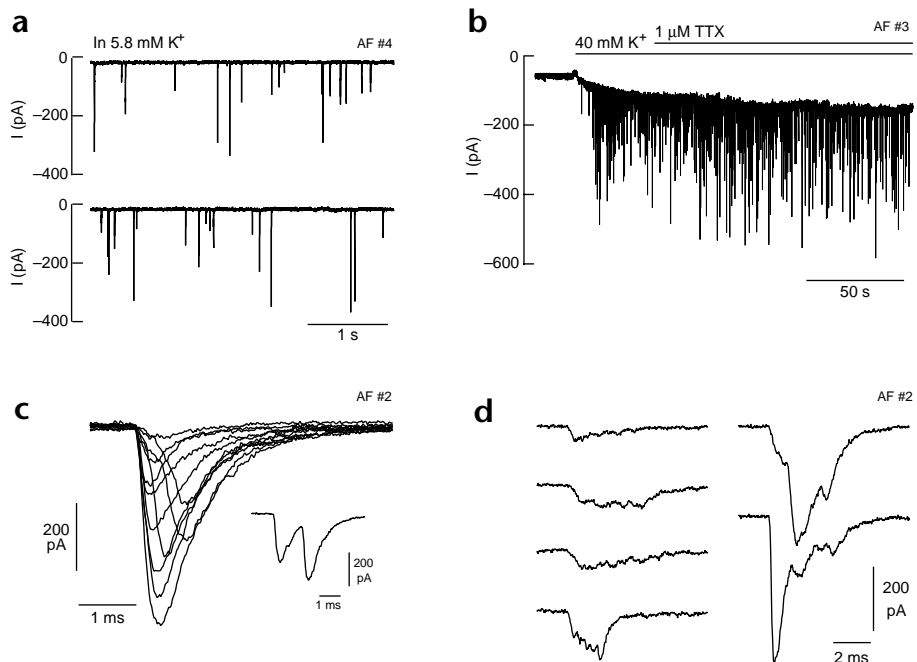 a
In 5.8 mM K+
AF #4
0
–200
–400
I (pA)
0
–200
–400
I (pA)
1 s
b
AF #3
1 μM TTX
40 mM K+
0
–200
–400
–600
I (pA)
50 s
c
AF #2
200
pA
1 ms
200
pA
1 ms
d
AF #2
200
pA
2 ms